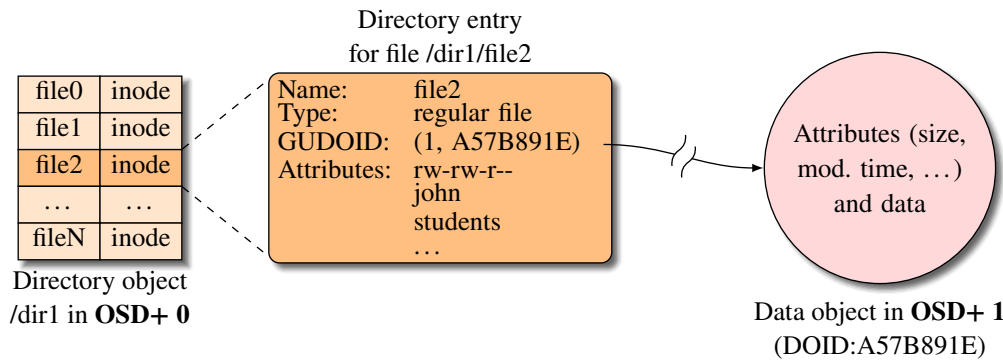 Directory entry
for file /dir1/file2
file0 inode
file1 inode
file2 inode
... ...
fileN inode
Directory object
/dir1 in OSD+ 0
Name: file2
Type: regular file
GUDOID: (1, A57B891E)
Attributes: rw-rw-r--
john
students
...
Attributes (size,
mod. time, ...)
and data
Data object in OSD+ 1
(DOID:A57B891E)